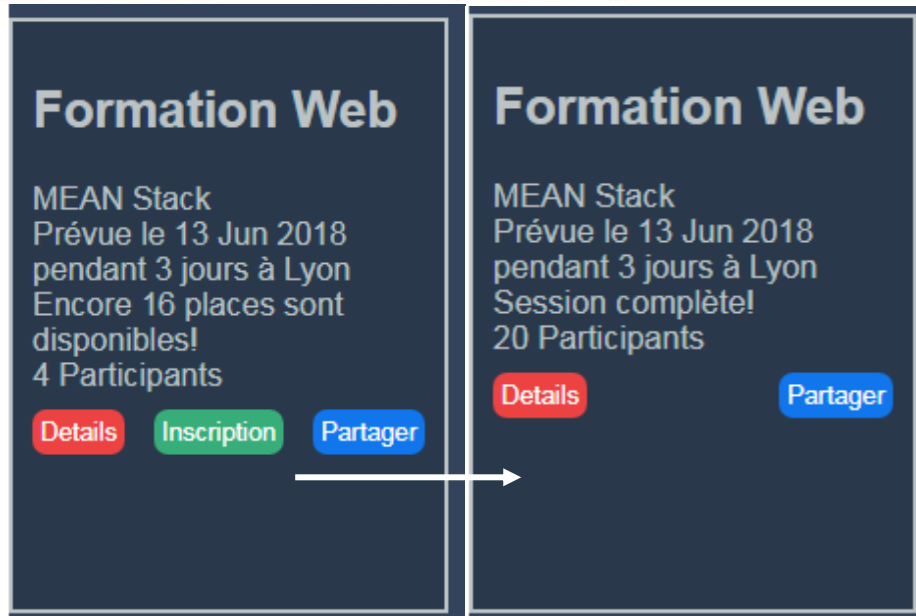 Formation Web
MEAN Stack
Prévue le 13 Jun 2018
pendant 3 jours à Lyon
Encore 16 places sont
disponibles!
4 Participants
Details Inscription Partager
Formation Web
MEAN Stack
Prévue le 13 Jun 2018
pendant 3 jours à Lyon
Session complète!
20 Participants
Details Partager